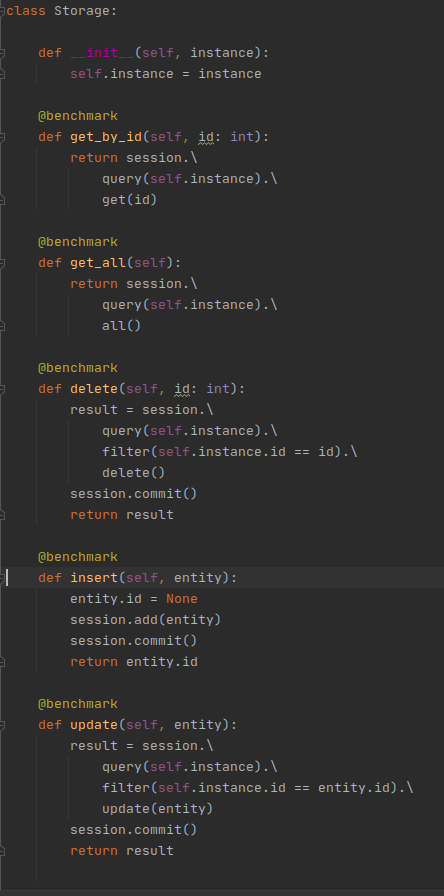 class Storage:
def __init__(self, instance):
self.instance = instance
@benchmark
def get_by_id(self, id: int):
return session.\
query(self.instance).\
get(id)
@benchmark
def get_all(self):
return session.\
query(self.instance).\
all()
@benchmark
def delete(self, id: int):
result = session.\
query(self.instance).\
filter(self.instance.id == id).\
delete()
session.commit()
return result
@benchmark
def insert(self, entity):
entity.id = None
session.add(entity)
session.commit()
return entity.id
@benchmark
def update(self, entity):
result = session.\
query(self.instance).\
filter(self.instance.id == entity.id).\
update(entity)
session.commit()
return result